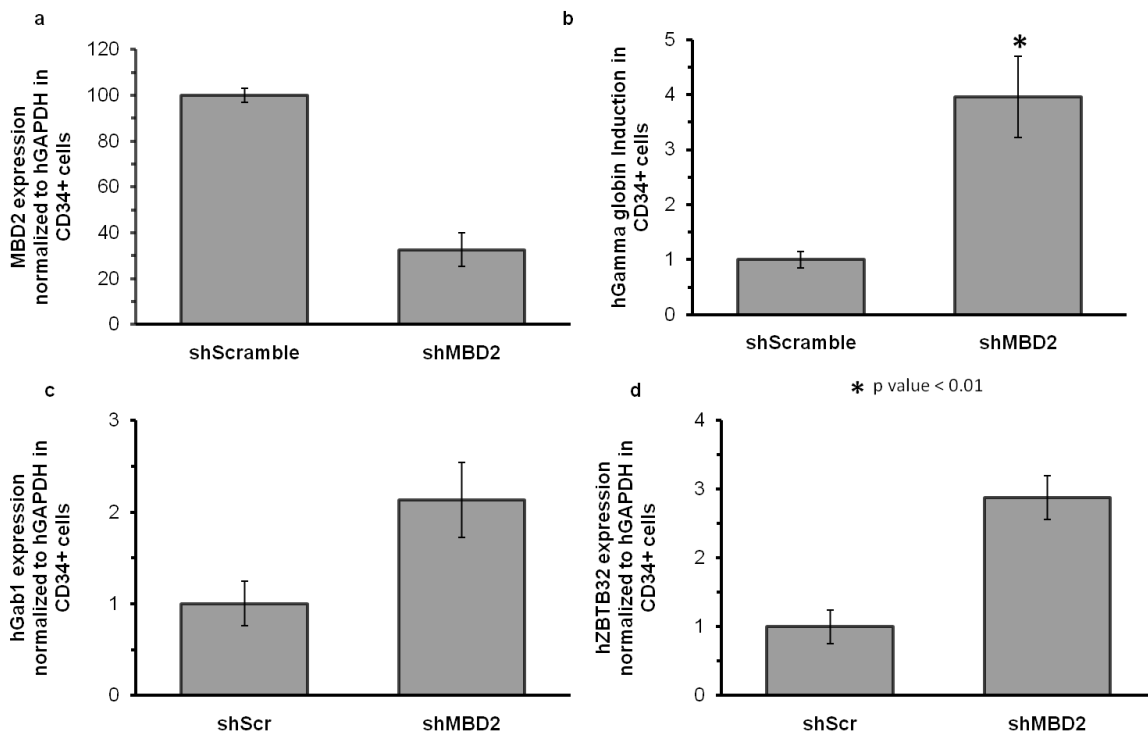 a
MBD2 expression
normalized to hGAPDH in
CD34+ cells
120
100
80
60
40
20
0
shScramble
shMBD2
b
hGamma globin Induction in
CD34+ cells
5
4
3
2
1
0
*
shScramble
shMBD2
* p value < 0.01
c
hGab1 expression
normalized to hGAPDH in
CD34+ cells
3
2
1
0
shScr
shMBD2
d
hZBTB32 expression
normalized to hGAPDH in
CD34+ cells
4
3
2
1
0
shScr
shMBD2